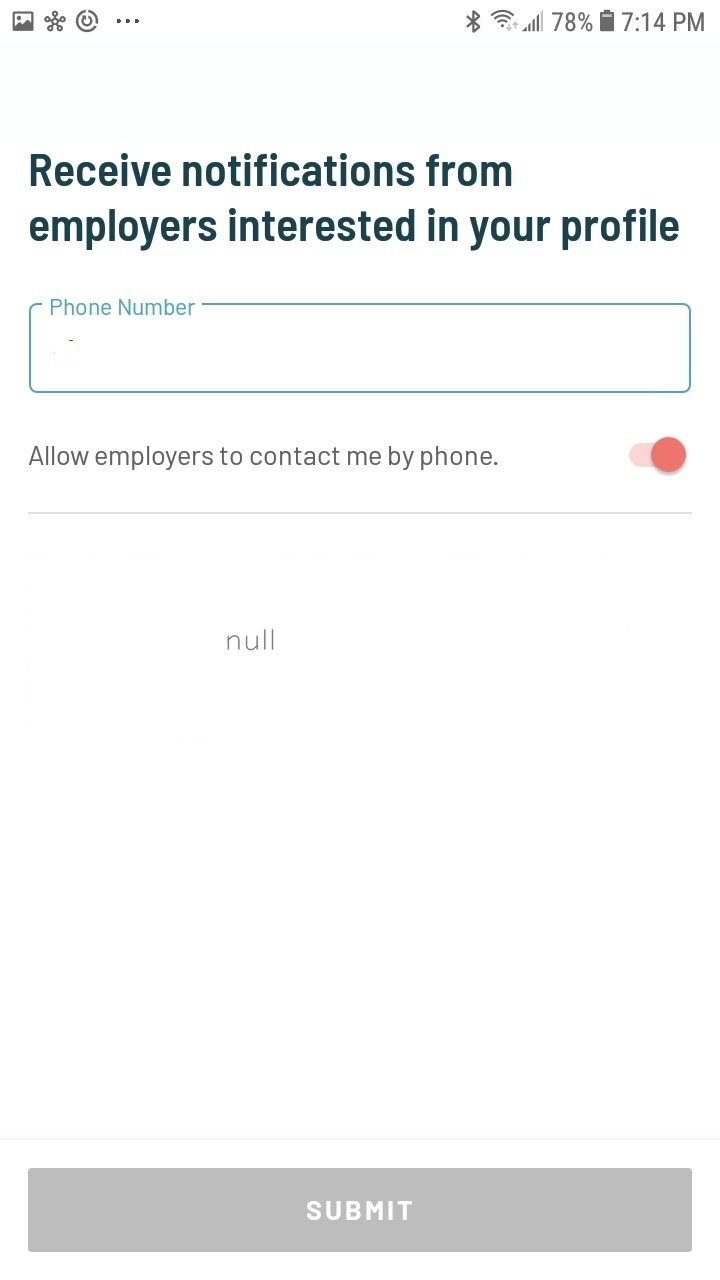 78% 7:14 PM
Receive notifications from
employers interested in your profile
Phone Number
Allow employers to contact me by phone.
null
SUBMIT